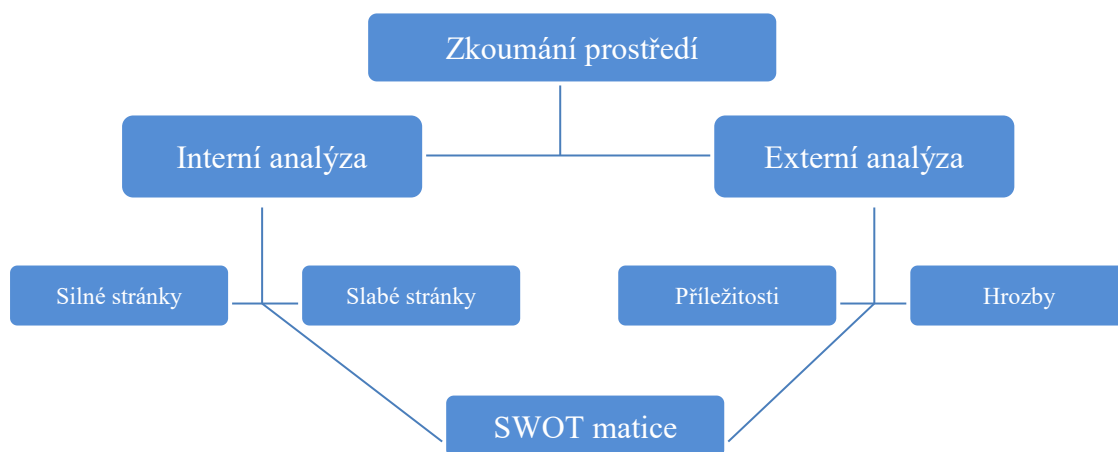 Zkoumání prostředí
Interní analýza
Externí analýza
Silné stránky
Slabé stránky
Příležitosti
Hrozby
SWOT matice